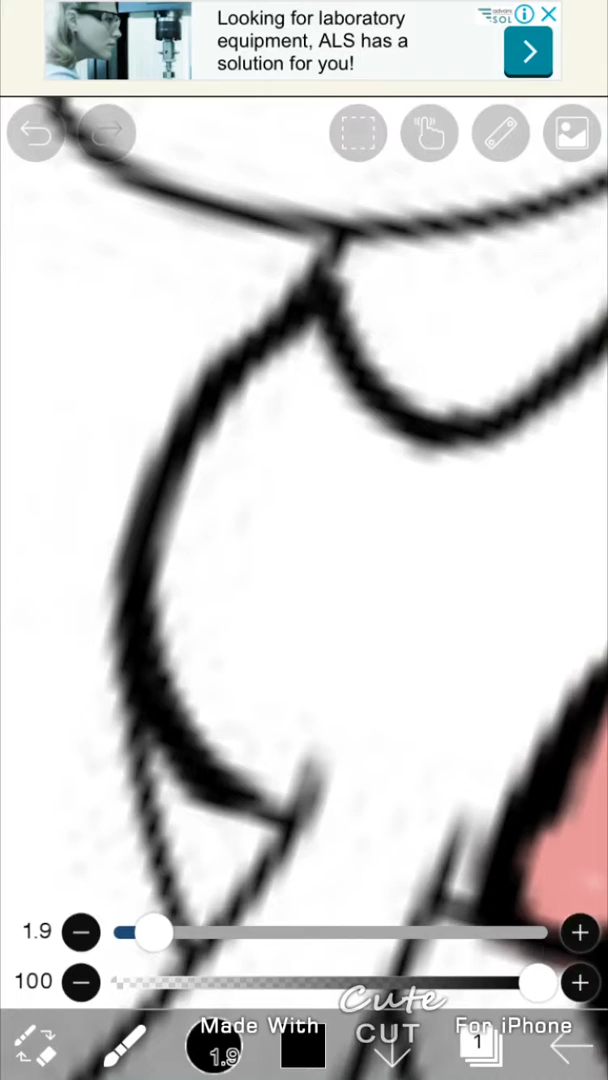 Looking for laboratory
equipment, ALS has a
solution for you!
SOL
1.9
100
Cute
CUT
Made With For iPhone
1.9
1